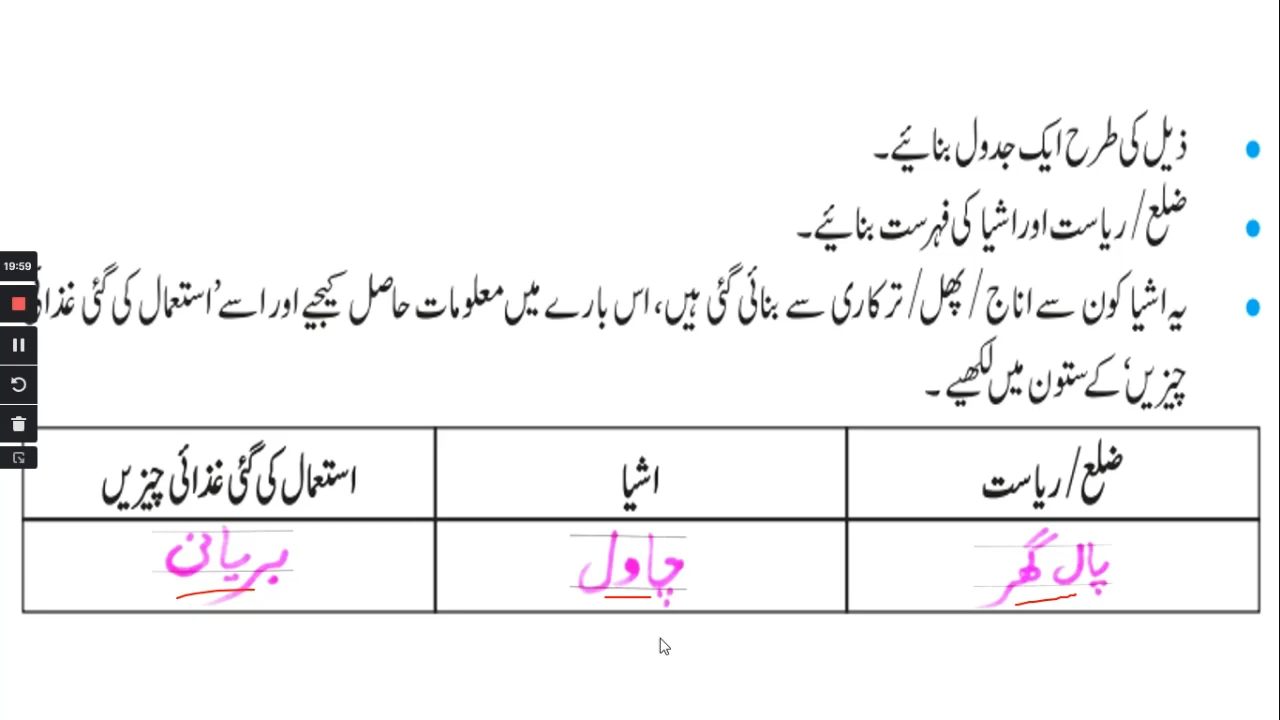 ذیل کی طرح ایک جدول بنائیے۔
ضلع/ریاست اور اشیا کی فہرست بنائیے۔
یہ اشیا کون سے اناج/پھل/ترکاری سے بنائی گئی ہیں، اس بارے میں معلومات حاصل کیجیے اور اسے 'استعمال کی گئی غذائی
چیزیں' کے ستون میں لکھیے۔
ضلع/ریاست اشیا استعمال کی گئی غذائی چیزیں
پال گھر چاول بریانی
19:59